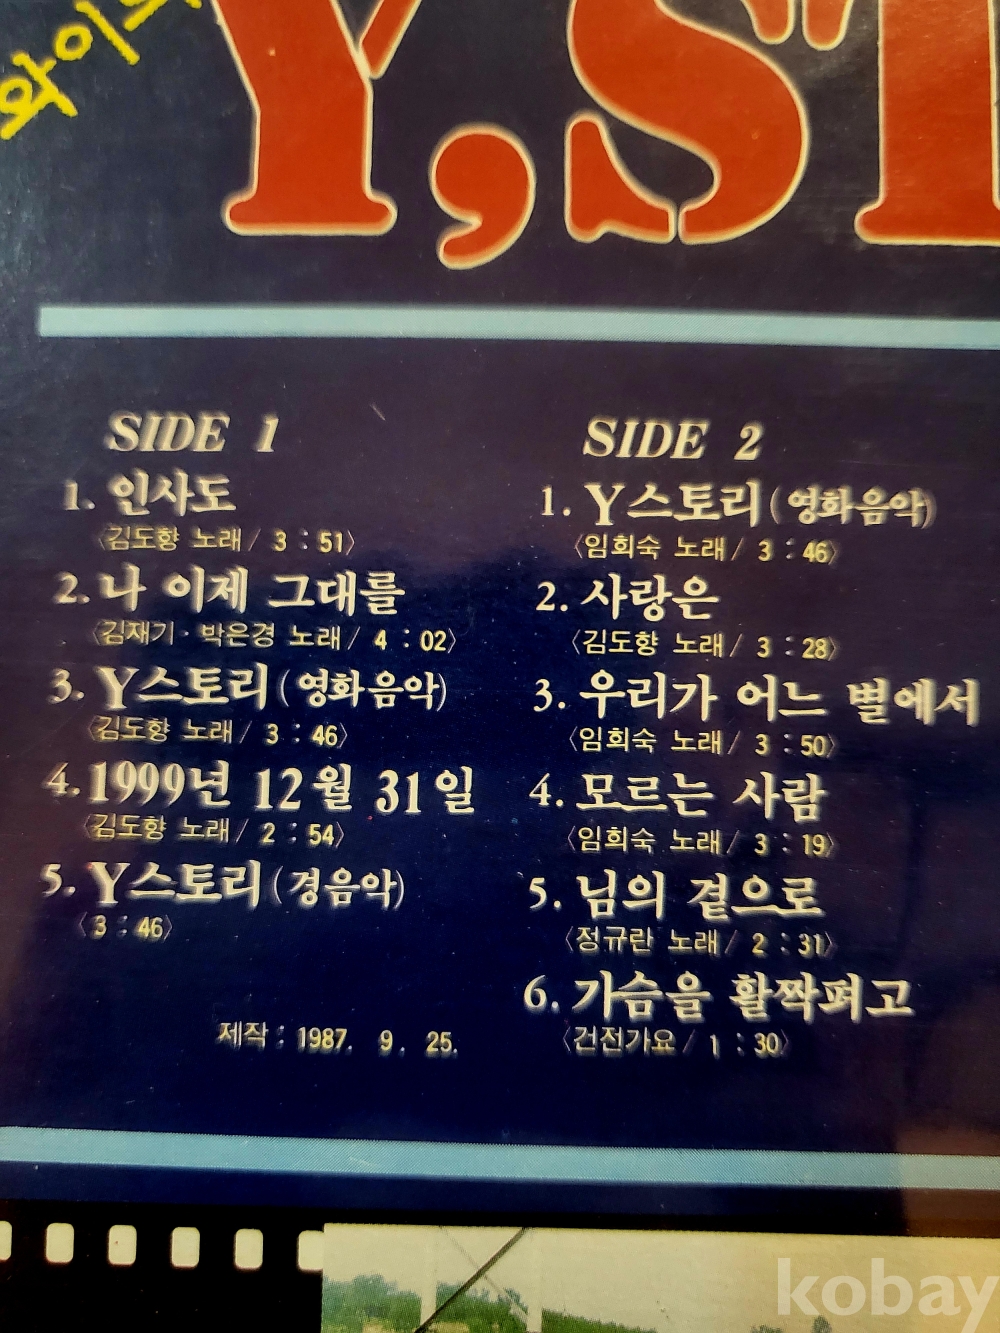 와이
Y,ST
SIDE 1
1. 인사도
〈김도향 노래/ 3 : 51〉
2. 나 이제 그대를
〈김재기·박은경 노래/ 4 : 02〉
3. Y스토리(영화음악)
〈김도향 노래/ 3 : 46〉
4. 1999년 12월 31일
〈김도향 노래/ 2 : 54〉
5. Y스토리(경음악)
〈3 : 46〉
제작 : 1987. 9. 25.
SIDE 2
1. Y스토리(영화음악)
〈임희숙 노래/ 3 : 46〉
2. 사랑은
〈김도향 노래/ 3 : 28〉
3. 우리가 어느 별에서
〈임희숙 노래/ 3 : 50〉
4. 모르는 사람
〈임희숙 노래/ 3 : 19〉
5. 님의 곁으로
〈정규란 노래/ 2 : 31〉
6. 가슴을 활짝펴고
〈건전가요/ 1 : 30〉
kobay